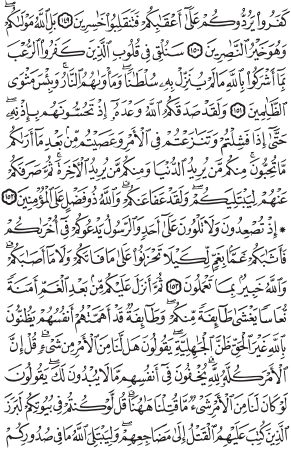 كَفَرُوا۟ يَرُدُّوكُمْ عَلَىٰٓ أَعْقَٰبِكُمْ فَتَنقَلِبُوا۟ خَٰسِرِينَ ۝١٤٩ بَلِ ٱللَّهُ مَوْلَىٰكُمْ
وَهُوَ خَيْرُ ٱلنَّٰصِرِينَ ۝١٥٠ سَنُلْقِى فِى قُلُوبِ ٱلَّذِينَ كَفَرُوا۟ ٱلرُّعْبَ
بِمَآ أَشْرَكُوا۟ بِٱللَّهِ مَا لَمْ يُنَزِّلْ بِهِۦ سُلْطَٰنًا ۖ وَمَأْوَىٰهُمُ ٱلنَّارُ ۚ وَبِئْسَ مَثْوَى
ٱلظَّٰلِمِينَ ۝١٥١ وَلَقَدْ صَدَقَكُمُ ٱللَّهُ وَعْدَهُۥٓ إِذْ تَحُسُّونَهُم بِإِذْنِهِۦ ۖ
حَتَّىٰٓ إِذَا فَشِلْتُمْ وَتَنَٰزَعْتُمْ فِى ٱلْأَمْرِ وَعَصَيْتُم مِّنۢ بَعْدِ مَآ أَرَىٰكُم
مَّا تُحِبُّونَ ۚ مِنكُم مَّن يُرِيدُ ٱلدُّنْيَا وَمِنكُم مَّن يُرِيدُ ٱلْءَاخِرَةَ ۚ ثُمَّ صَرَفَكُمْ
عَنْهُمْ لِيَبْتَلِيَكُمْ ۖ وَلَقَدْ عَفَا عَنكُمْ ۗ وَٱللَّهُ ذُو فَضْلٍ عَلَى ٱلْمُؤْمِنِينَ ۝١٥٢
۞ إِذْ تُصْعِدُونَ وَلَا تَلْوُۥنَ عَلَىٰٓ أَحَدٍ وَٱلرَّسُولُ يَدْعُوكُمْ فِىٓ أُخْرَىٰكُمْ
فَأَثَٰبَكُمْ غَمًّۢا بِغَمٍّ لِّكَيْلَا تَحْزَنُوا۟ عَلَىٰ مَا فَاتَكُمْ وَلَا مَآ أَصَٰبَكُمْ ۗ
وَٱللَّهُ خَبِيرٌۢ بِمَا تَعْمَلُونَ ۝١٥٣ ثُمَّ أَنزَلَ عَلَيْكُم مِّنۢ بَعْدِ ٱلْغَمِّ أَمَنَةً
نُّعَاسًا يَغْشَىٰ طَآئِفَةً مِّنكُمْ ۖ وَطَآئِفَةٌ قَدْ أَهَمَّتْهُمْ أَنفُسُهُمْ يَظُنُّونَ
بِٱللَّهِ غَيْرَ ٱلْحَقِّ ظَنَّ ٱلْجَٰهِلِيَّةِ ۖ يَقُولُونَ هَل لَّنَا مِنَ ٱلْأَمْرِ مِن شَىْءٍ ۗ قُلْ إِنَّ
ٱلْأَمْرَ كُلَّهُۥ لِلَّهِ ۗ يُخْفُونَ فِىٓ أَنفُسِهِم مَّا لَا يُبْدُونَ لَكَ ۖ يَقُولُونَ
لَوْ كَانَ لَنَا مِنَ ٱلْأَمْرِ شَىْءٌ مَّا قُتِلْنَا هَٰهُنَا ۗ قُل لَّوْ كُنتُمْ فِى بُيُوتِكُمْ لَبَرَزَ
ٱلَّذِينَ كُتِبَ عَلَيْهِمُ ٱلْقَتْلُ إِلَىٰ مَضَاجِعِهِمْ ۖ وَلِيَبْتَلِىَ ٱللَّهُ مَا فِى صُدُورِكُمْ